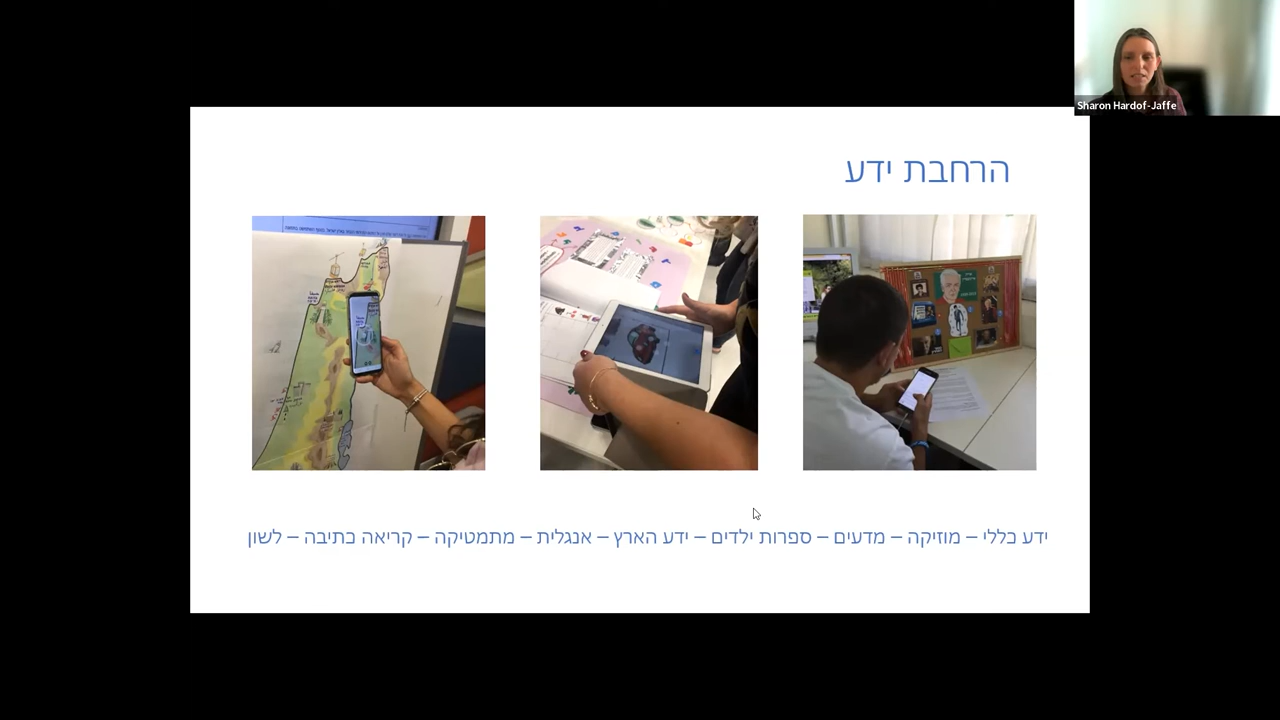 Sharon Hardof-Jaffe
הרחבת ידע
ידע כללי – מוזיקה – מדעים – ספרות ילדים – ידע הארץ – אנגלית – מתמטיקה – קריאה כתיבה – לשון